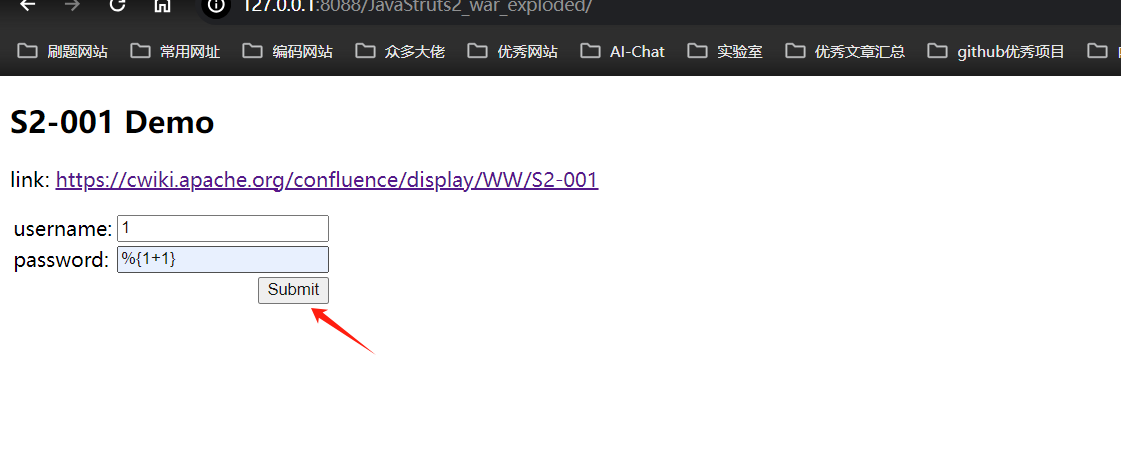 127.0.0.1:8088/JavaStruts2_war_exploded/
刷题网站 常用网址 编码网站 众多大佬 优秀网站 AI-Chat 实验室 优秀文章汇总 github优秀项目
S2-001 Demo
link: https://cwiki.apache.org/confluence/display/WW/S2-001
username: 1
password: %{1+1}
Submit